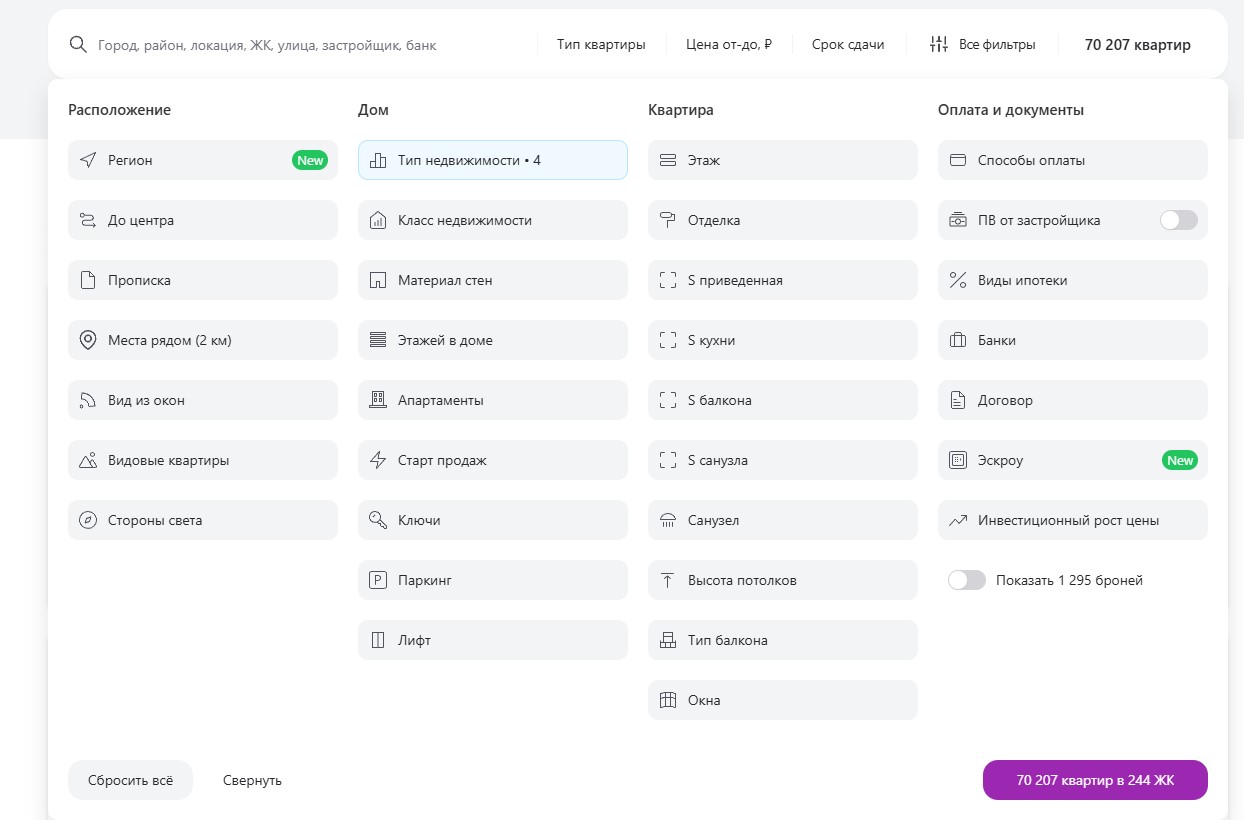 Город, район, локация, ЖК, улица, застройщик, банк
Тип квартиры
Цена от-до, ₽
Срок сдачи
Все фильтры
70 207 квартир
Расположение
Регион
New
До центра
Прописка
Места рядом (2 км)
Вид из окон
Видовые квартиры
Стороны света
Дом
Тип недвижимости • 4
Класс недвижимости
Материал стен
Этажей в доме
Апартаменты
Старт продаж
Ключи
P
Паркинг
Лифт
Квартира
Этаж
Отделка
S приведенная
S кухни
S балкона
S санузла
Санузел
Высота потолков
Тип балкона
Окна
Оплата и документы
Способы оплаты
ПВ от застройщика
Виды ипотеки
Банки
Договор
Эскроу
New
Инвестиционный рост цены
Показать 1 295 броней
Сбросить всё
Свернуть
70 207 квартир в 244 ЖК